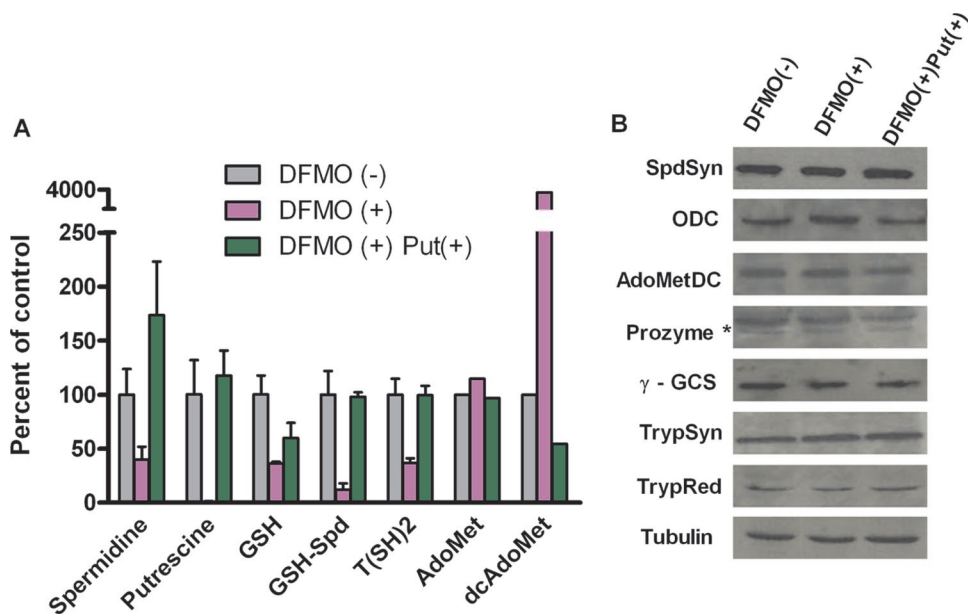 A
4000
250
200
150
100
50
0
Percent of control
DFMO (-)
DFMO (+)
DFMO (+) Put(+)
Spermidine
Putrescine
GSH
GSH-Spd
T(SH)2
AdoMet
dcAdoMet
B
DFMO(-)
DFMO(+)
DFMO(+)Put(+)
SpdSyn
ODC
AdoMetDC
Prozyme *
γ - GCS
TrypSyn
TrypRed
Tubulin